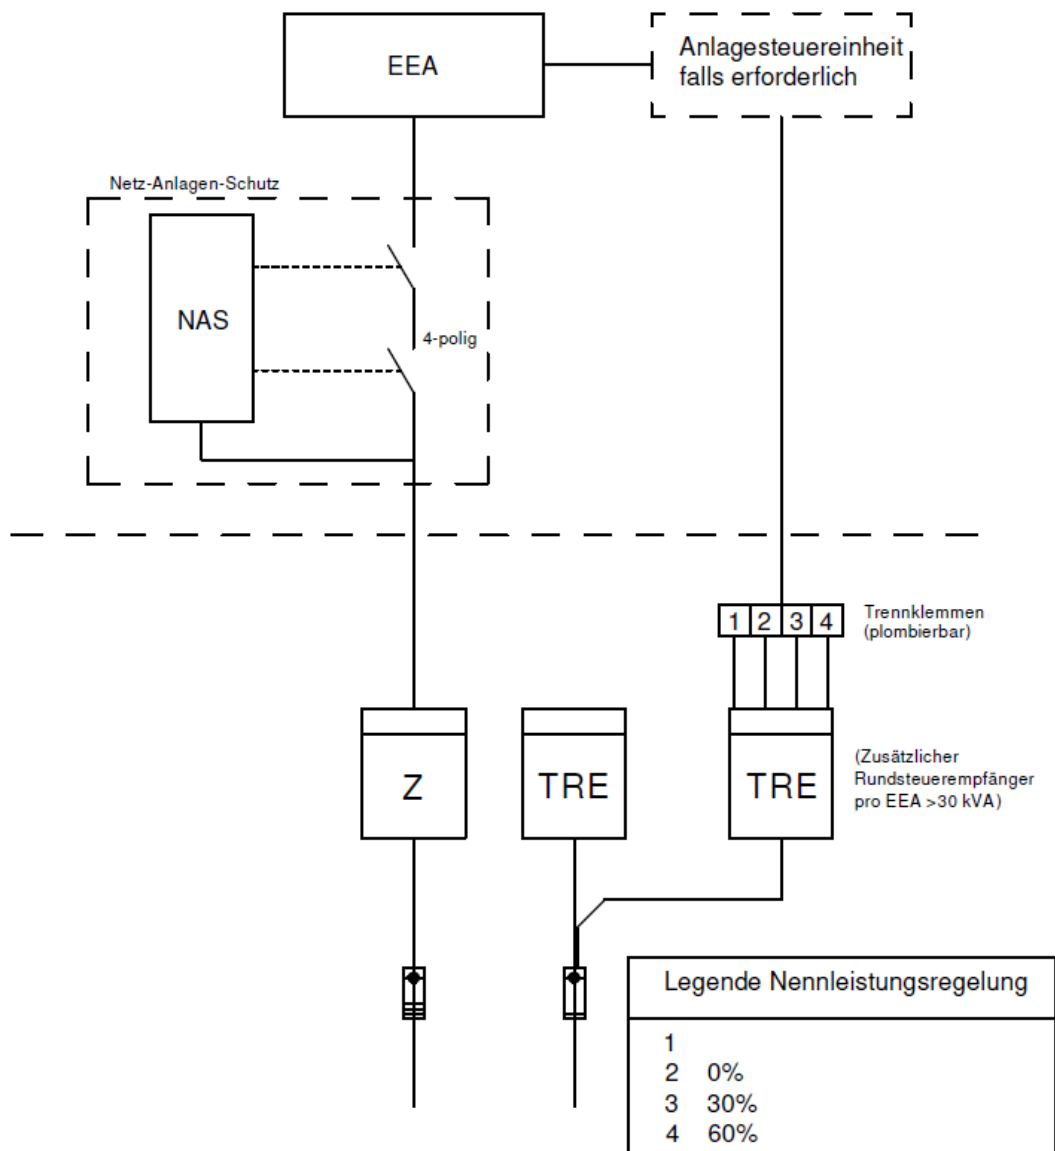 EEA
Anlagesteuereinheit
falls erforderlich
Netz-Anlagen-Schutz
NAS
4-polig
1 2 3 4
Trennklemmen
(plombierbar)
Z
TRE
TRE
(Zusätzlicher
Rundsteuerempfänger
pro EEA >30 kVA)
Legende Nennleistungsregelung
1
2 0%
3 30%
4 60%